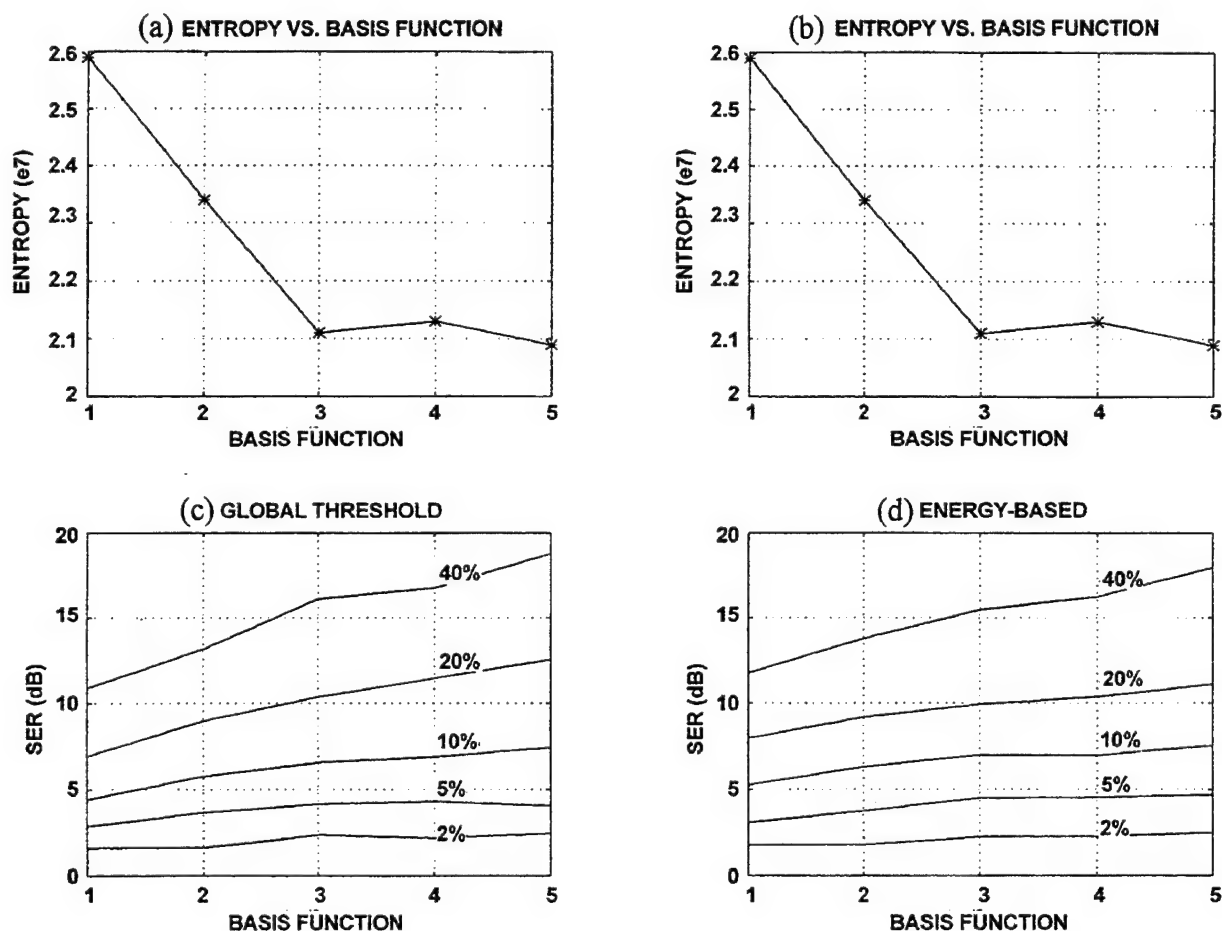 (a) ENTROPY VS. BASIS FUNCTION
2.6
2.5
2.4
2.3
2.2
2.1
2
ENTROPY (e7)
1 2 3 4 5
BASIS FUNCTION
(b) ENTROPY VS. BASIS FUNCTION
2.6
2.5
2.4
2.3
2.2
2.1
2
ENTROPY (e7)
1 2 3 4 5
BASIS FUNCTION
(c) GLOBAL THRESHOLD
20
15
10
5
0
SER (dB)
40%
20%
10%
5%
2%
1 2 3 4 5
BASIS FUNCTION
(d) ENERGY-BASED
20
15
10
5
0
SER (dB)
40%
20%
10%
5%
2%
1 2 3 4 5
BASIS FUNCTION